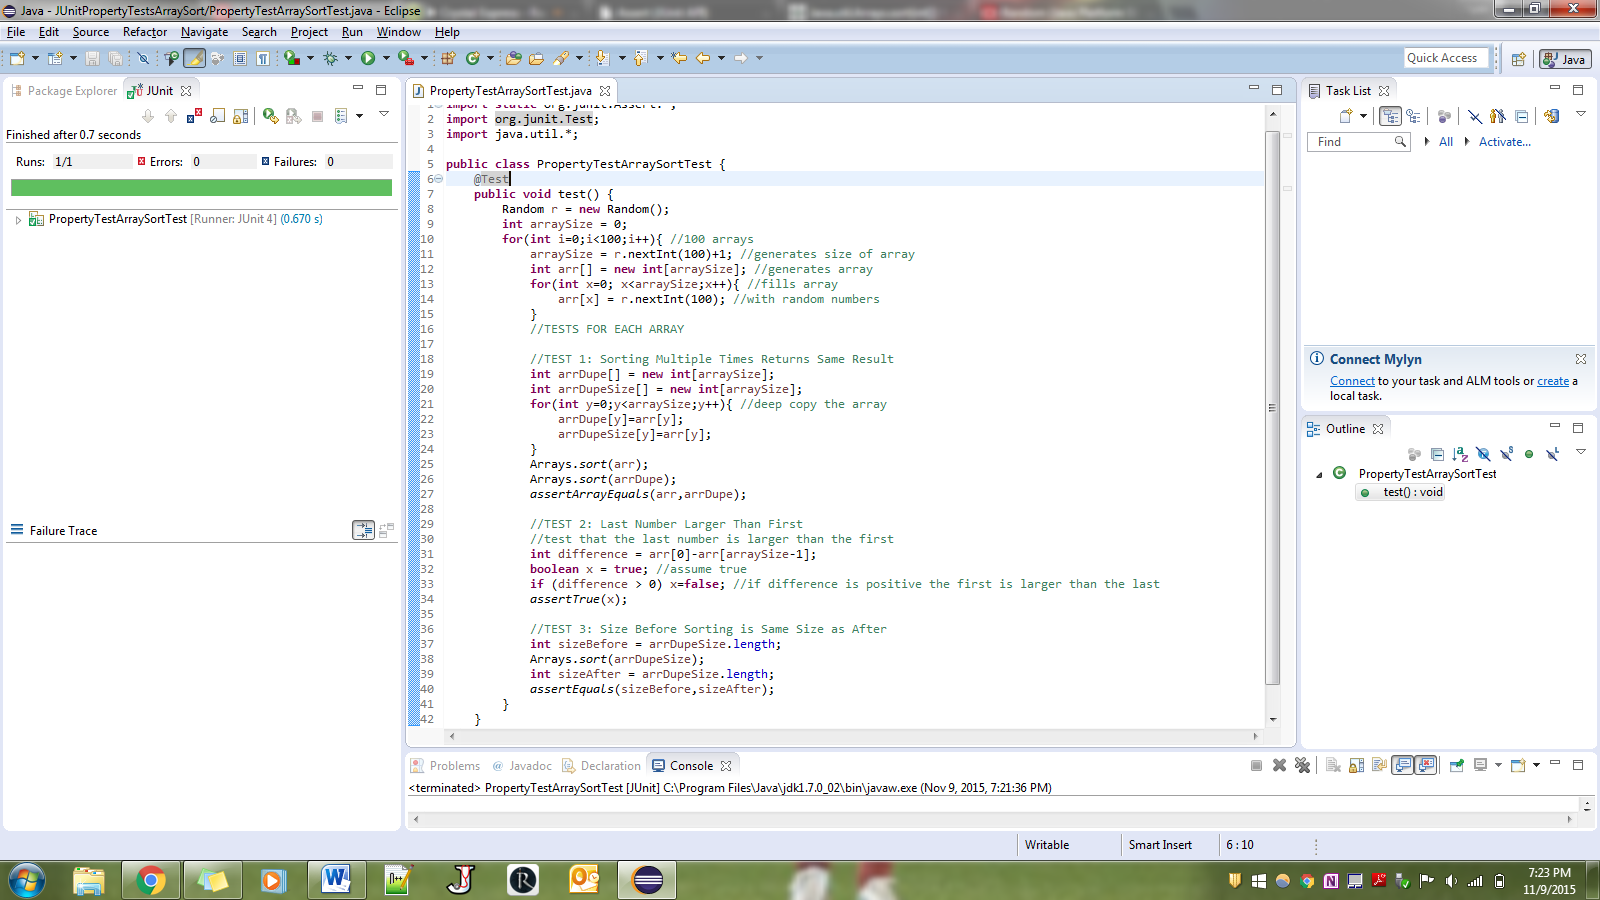 Java - JUnitPropertyTestsArraySort/PropertyTestArraySortTest.java - Eclipse
File Edit Source Refactor Navigate Search Project Run Window Help
Quick Access
Java
Package Explorer
JUnit
Finished after 0.7 seconds
Runs: 1/1 Errors: 0 Failures: 0
PropertyTestArraySortTest [Runner: JUnit 4] (0.670 s)
Failure Trace
PropertyTestArraySortTest.java
1 import static org.junit.Assert.*;
2 import org.junit.Test;
3 import java.util.*;
4
5 public class PropertyTestArraySortTest {
6 @Test
7 public void test() {
8 Random r = new Random();
9 int arraySize = 0;
10 for(int i=0;i<100;i++){ //100 arrays
11 arraySize = r.nextInt(100)+1; //generates size of array
12 int arr[] = new int[arraySize]; //generates array
13 for(int x=0; x<arraySize;x++){ //fills array
14 arr[x] = r.nextInt(100); //with random numbers
15 }
16 //TESTS FOR EACH ARRAY
17
18 //TEST 1: Sorting Multiple Times Returns Same Result
19 int arrDupe[] = new int[arraySize];
20 int arrDupeSize[] = new int[arraySize];
21 for(int y=0;y<arraySize;y++){ //deep copy the array
22 arrDupe[y]=arr[y];
23 arrDupeSize[y]=arr[y];
24 }
25 Arrays.sort(arr);
26 Arrays.sort(arrDupe);
27 assertArrayEquals(arr,arrDupe);
28
29 //TEST 2: Last Number Larger Than First
30 //test that the last number is larger than the first
31 int difference = arr[0]-arr[arraySize-1];
32 boolean x = true; //assume true
33 if (difference > 0) x=false; //if difference is positive the first is larger than the last
34 assertTrue(x);
35
36 //TEST 3: Size Before Sorting is Same Size as After
37 int sizeBefore = arrDupeSize.length;
38 Arrays.sort(arrDupeSize);
39 int sizeAfter = arrDupeSize.length;
40 assertEquals(sizeBefore,sizeAfter);
41 }
42 }
Task List
Find All Activate...
Connect Mylyn
Connect to your task and ALM tools or create a
local task.
Outline
PropertyTestArraySortTest
test() : void
Problems @ Javadoc Declaration Console
<terminated> PropertyTestArraySortTest [JUnit] C:\Program Files\Java\jdk1.7.0_02\bin\javaw.exe (Nov 9, 2015, 7:21:36 PM)
Writable Smart Insert 6 : 10
7:23 PM
11/9/2015